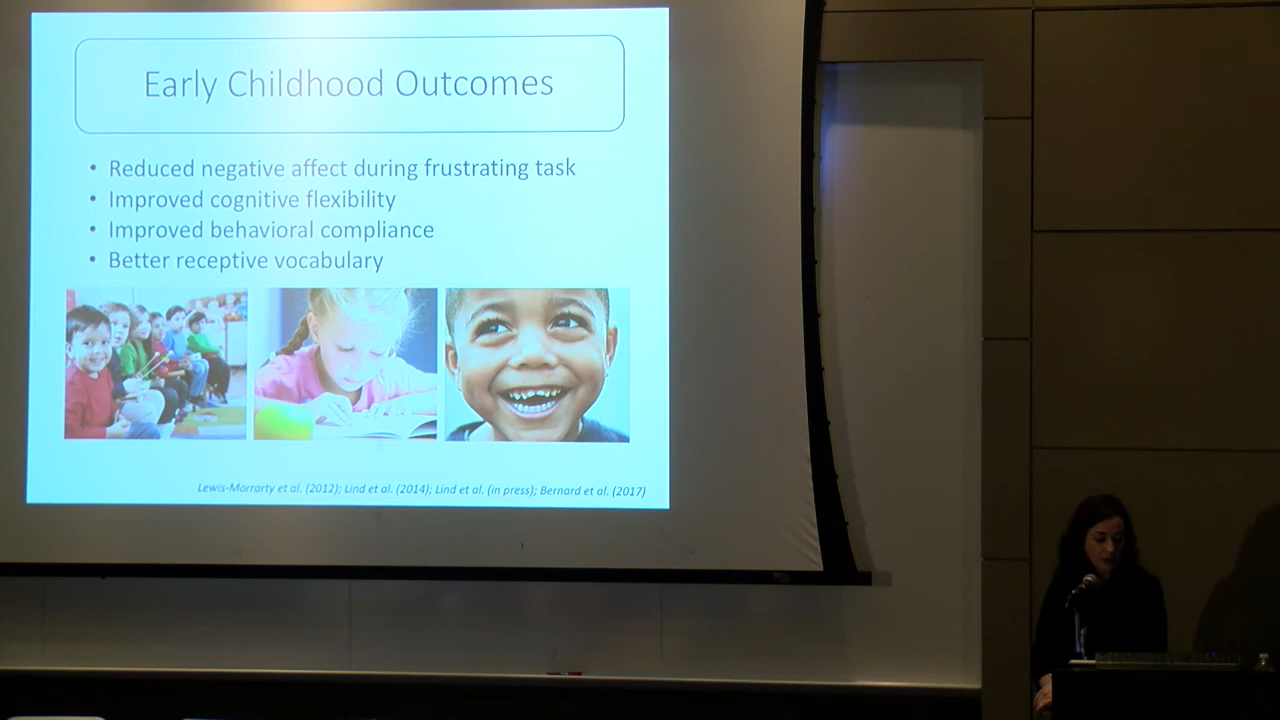 Early Childhood Outcomes
• Reduced negative affect during frustrating task
• Improved cognitive flexibility
• Improved behavioral compliance
• Better receptive vocabulary
Lewis-Morrarty et al. (2012); Lind et al. (2014); Lind et al. (in press); Bernard et al. (2017)